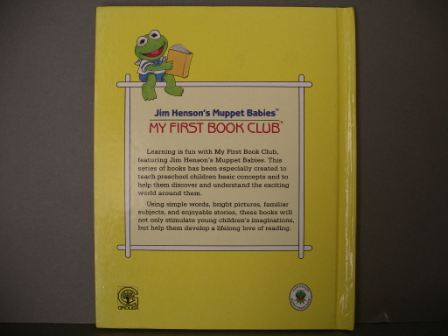 Jim Henson's Muppet Babies™
MY FIRST BOOK CLUB™
Learning is fun with My First Book Club,
featuring Jim Henson's Muppet Babies. This
series of books has been especially created to
teach preschool children basic concepts and to
help them discover and understand the exciting
world around them.
Using simple words, bright pictures, familiar
subjects, and enjoyable stories, these books will
not only stimulate young children's imaginations,
but help them develop a lifelong love of reading.
GROLIER